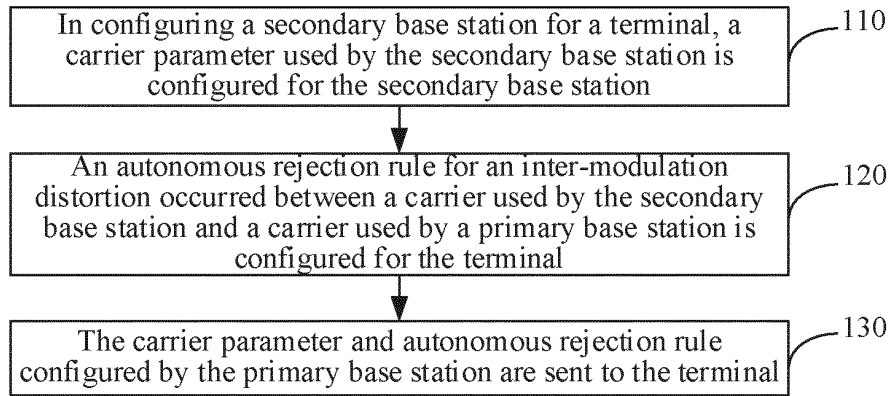 In configuring a secondary base station for a terminal, a
carrier parameter used by the secondary base station is
configured for the secondary base station
110
An autonomous rejection rule for an inter-modulation
distortion occurred between a carrier used by the secondary
base station and a carrier used by a primary base station is
configured for the terminal
120
The carrier parameter and autonomous rejection rule
configured by the primary base station are sent to the terminal
130